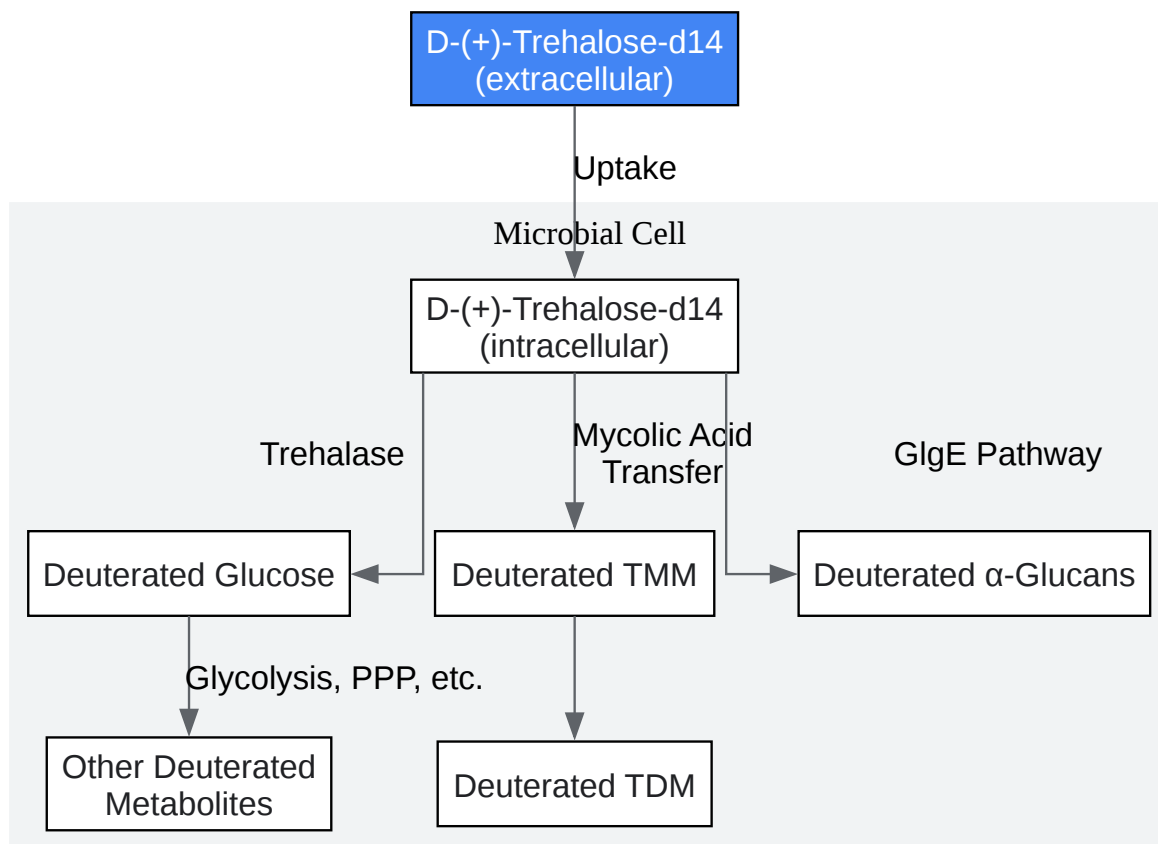 D-(+)-Trehalose-d14
(extracellular)
Uptake
Microbial Cell
D-(+)-Trehalose-d14
(intracellular)
Trehalase
Mycolic Acid
Transfer
GlgE Pathway
Deuterated Glucose
Deuterated TMM
Deuterated α-Glucans
Glycolysis, PPP, etc.
Other Deuterated
Metabolites
Deuterated TDM